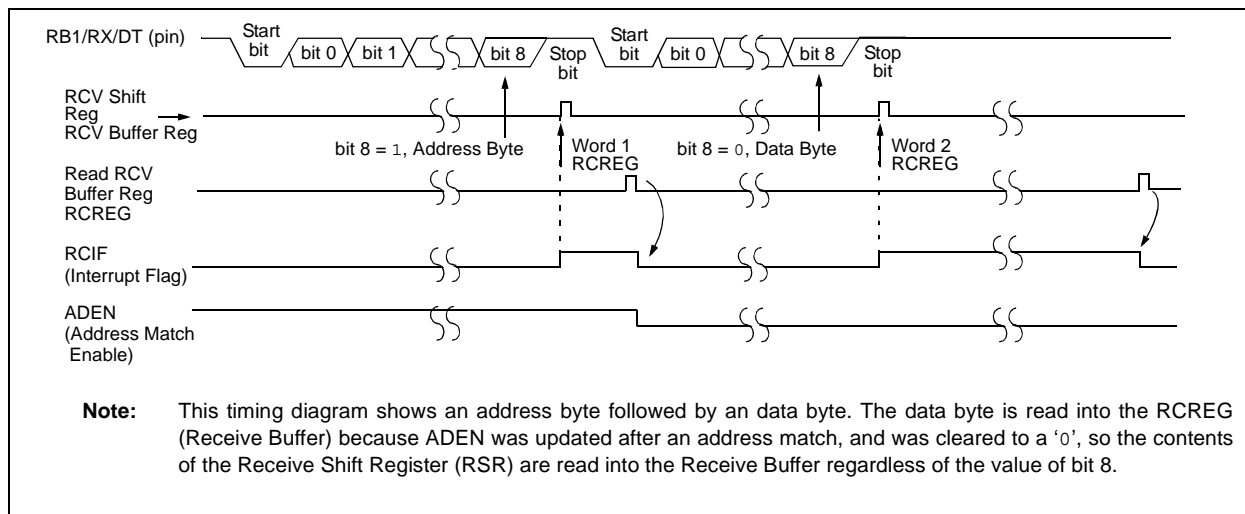 RB1/RX/DT (pin)
Start
bit
bit 0
bit 1
bit 8
Stop
bit
Start
bit
bit 0
bit 8
Stop
bit
RCV Shift
Reg
RCV Buffer Reg
bit 8 = 1, Address Byte
Word 1
RCREG
bit 8 = 0, Data Byte
Word 2
RCREG
Read RCV
Buffer Reg
RCREG
RCIF
(Interrupt Flag)
ADEN
(Address Match
Enable)
Note: This timing diagram shows an address byte followed by an data byte. The data byte is read into the RCREG
(Receive Buffer) because ADEN was updated after an address match, and was cleared to a ‘0’, so the contents
of the Receive Shift Register (RSR) are read into the Receive Buffer regardless of the value of bit 8.